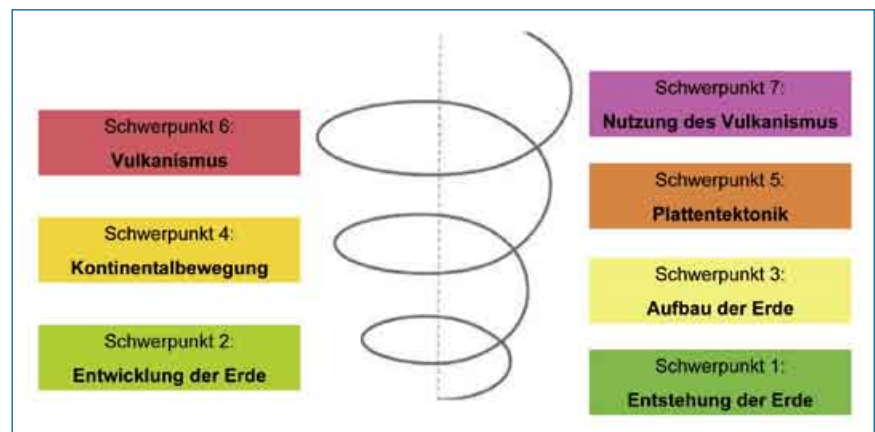 Schwerpunkt 7:
Nutzung des Vulkanismus
Schwerpunkt 6:
Vulkanismus
Schwerpunkt 5:
Plattentektonik
Schwerpunkt 4:
Kontinentalbewegung
Schwerpunkt 3:
Aufbau der Erde
Schwerpunkt 2:
Entwicklung der Erde
Schwerpunkt 1:
Entstehung der Erde